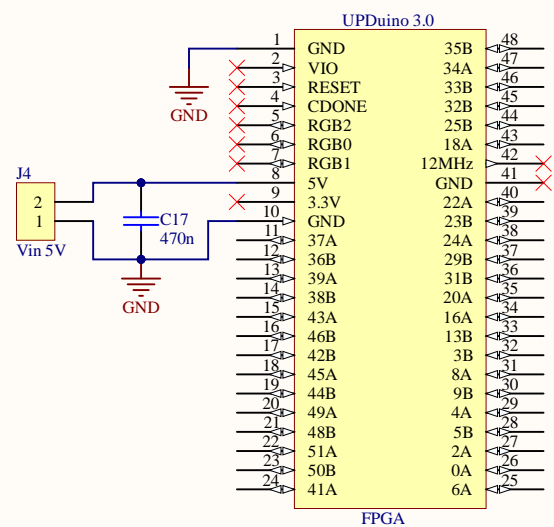 UPDuino 3.0
1 GND 35B 48
2 VIO 34A 47
3 RESET 33B 46
4 CDONE 32B 45
5 RGB2 25B 44
6 RGB0 18A 43
7 RGB1 12MHz 42
8 5V GND 41
9 3.3V 22A 40
10 GND 23B 39
11 37A 24A 38
12 36B 29B 37
13 39A 31B 36
14 38B 20A 35
15 43A 16A 34
16 46B 13B 33
17 42B 3B 32
18 45A 8A 31
19 44B 9B 30
20 49A 4A 29
21 48B 5B 28
22 51A 2A 27
23 50B 0A 26
24 41A 6A 25
FPGA
GND
J4
2
1
Vin 5V
C17
470n
GND